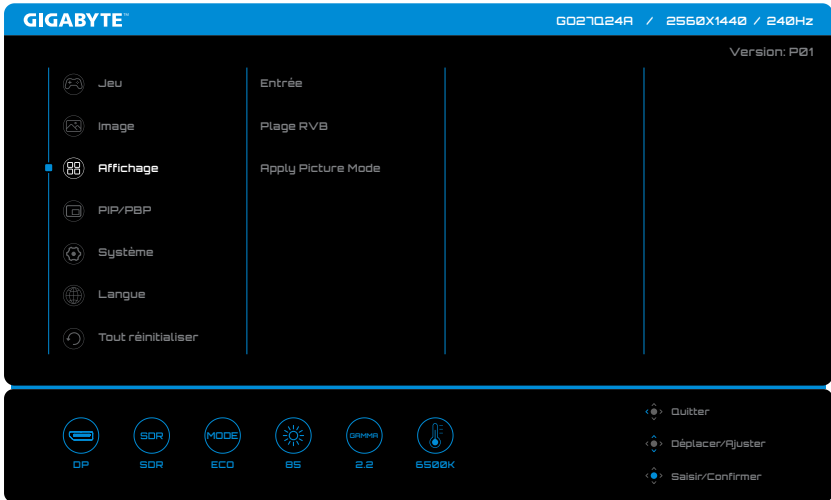 GIGABYTE™
GO27Q24A / 2560X1440 / 240Hz
Version: P01
Jeu
Entrée
Image
Plage RVB
Affichage
Apply Picture Mode
PIP/PBP
Système
Langue
Tout réinitialiser
SDR
MODE
GAMMA
DP
SDR
ECO
85
2.2
6500K
Quitter
Déplacer/Ajuster
Saisir/Confirmer